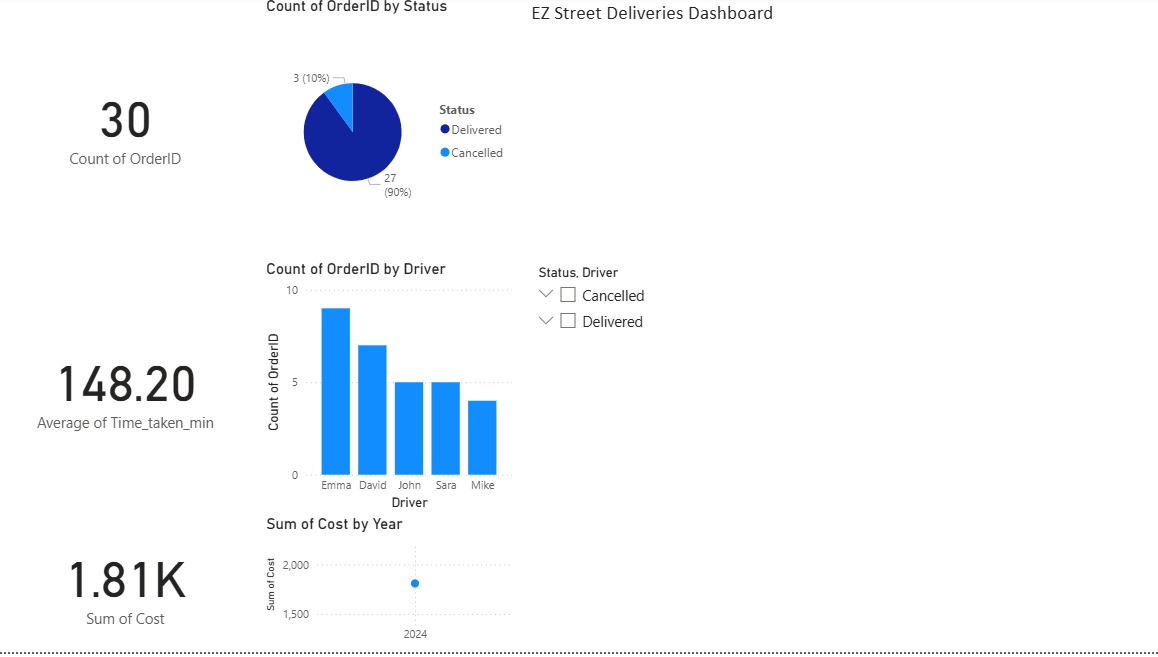 Count of OrderID by Status
EZ Street Deliveries Dashboard
30
Count of OrderID
3 (10%)
27
(90%)
Status
Delivered
Cancelled
148.20
Average of Time_taken_min
Count of OrderID by Driver
Count of OrderID
10
5
0
Emma David John Sara Mike
Driver
Status, Driver
Cancelled
Delivered
1.81K
Sum of Cost
Sum of Cost by Year
Sum of Cost
2,000
1,500
2024